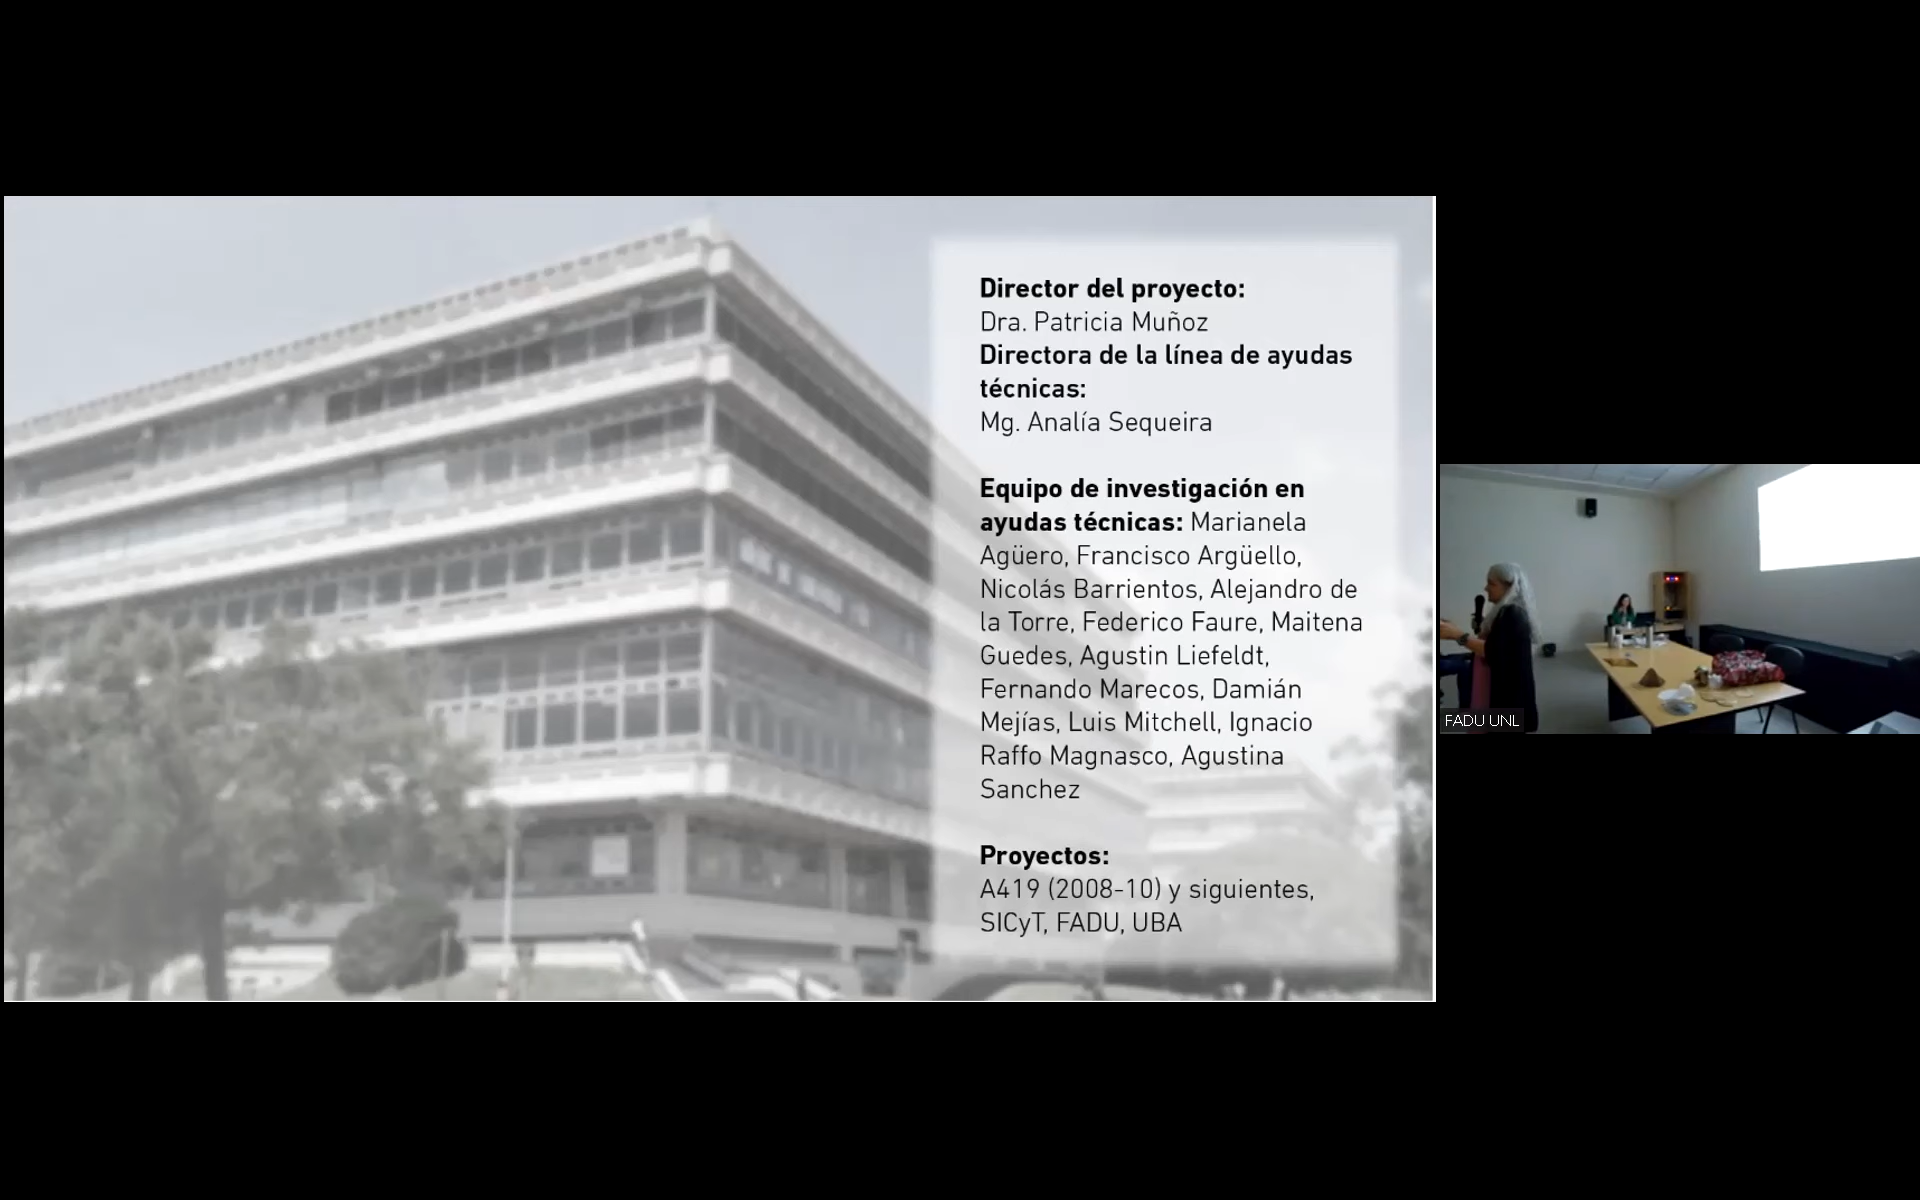 Director del proyecto:
Dra. Patricia Muñoz
Directora de la línea de ayudas
técnicas:
Mg. Analía Sequeira
Equipo de investigación en
ayudas técnicas: Marianela
Agüero, Francisco Argüello,
Nicolás Barrientos, Alejandro de
la Torre, Federico Faure, Maitena
Guedes, Agustin Liefeldt,
Fernando Marecos, Damián
Mejías, Luis Mitchell, Ignacio
Raffo Magnasco, Agustina
Sanchez
Proyectos:
A419 (2008-10) y siguientes,
SICyT, FADU, UBA
FADU UNL